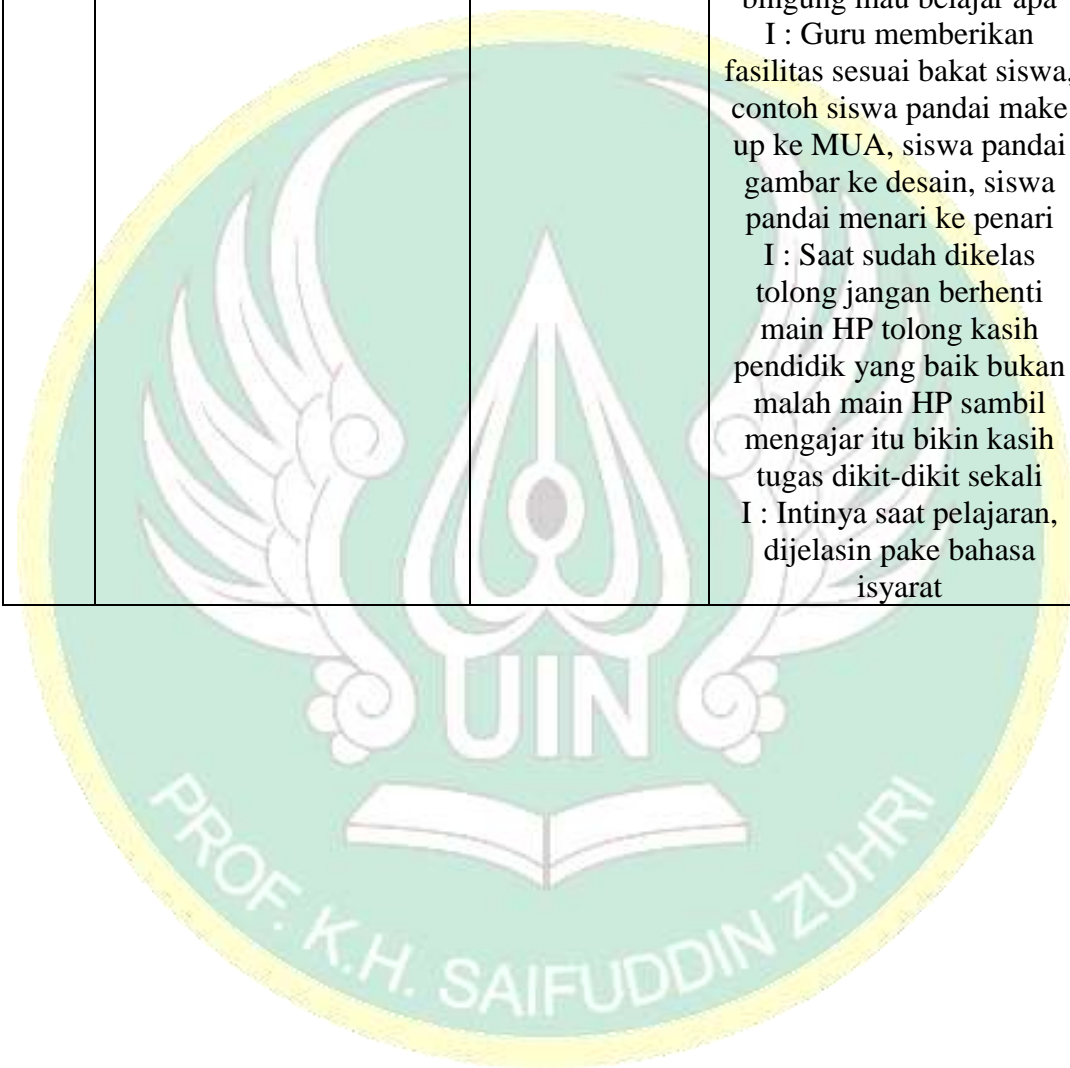 bingung mau belajar apa
I : Guru memberikan
fasilitas sesuai bakat siswa,
contoh siswa pandai make
up ke MUA, siswa pandai
gambar ke desain, siswa
pandai menari ke penari
I : Saat sudah dikelas
tolong jangan berhenti
main HP tolong kasih
pendidik yang baik bukan
malah main HP sambil
mengajar itu bikin kasih
tugas dikit-dikit sekali
I : Intinya saat pelajaran,
dijelasin pake bahasa
isyarat
UIN
PROF. K.H. SAIFUDDIN ZUHRI